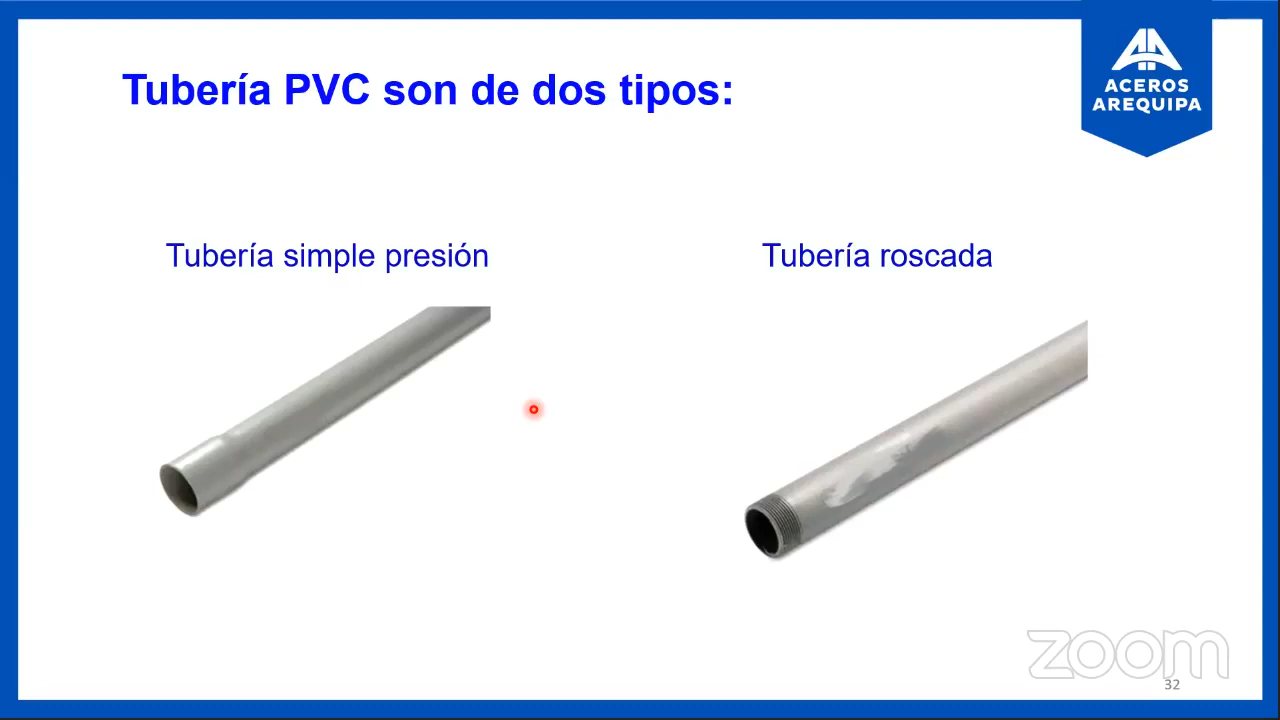 Tubería PVC son de dos tipos:
ACEROS
AREQUIPA
Tubería simple presión
Tubería roscada
zoom
32